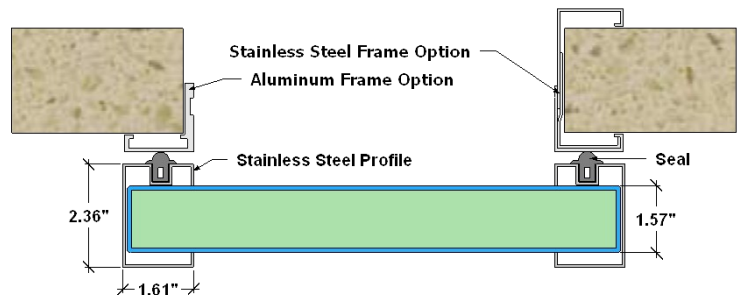 Stainless Steel Frame Option
Aluminum Frame Option
Stainless Steel Profile
Seal
2.36"
1.57"
1.61"